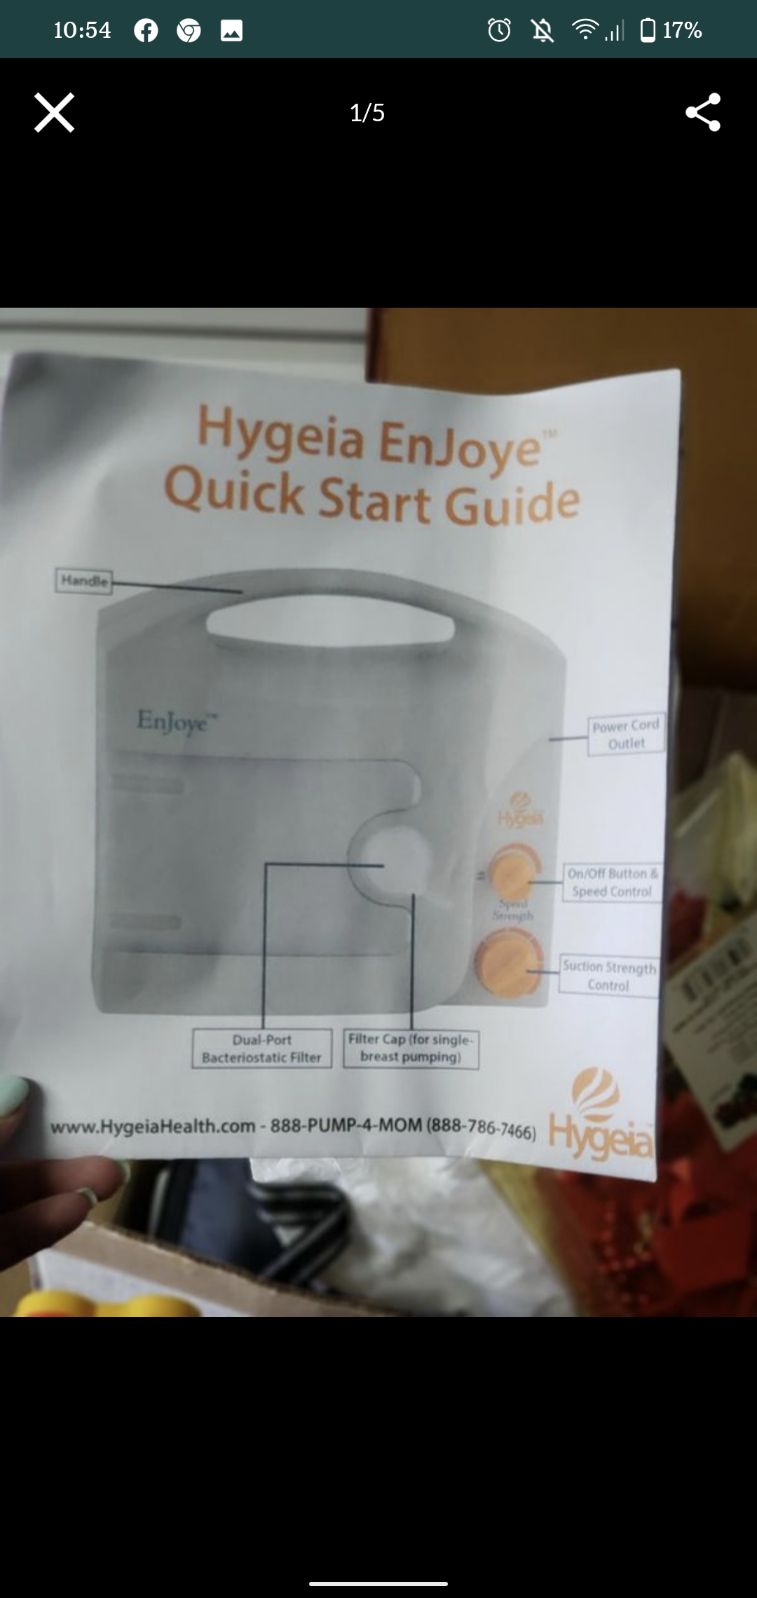 10:54
17%
1/5
Hygeia EnJoye™
Quick Start Guide
Handle
EnJoye™
Power Cord
Outlet
Hygeia
On/Off Button &
Speed Control
Speed
Strength
Suction Strength
Control
Dual-Port
Bacteriostatic Filter
Filter Cap (for single-
breast pumping)
www.HygeiaHealth.com - 888-PUMP-4-MOM (888-786-7466)
Hygeia